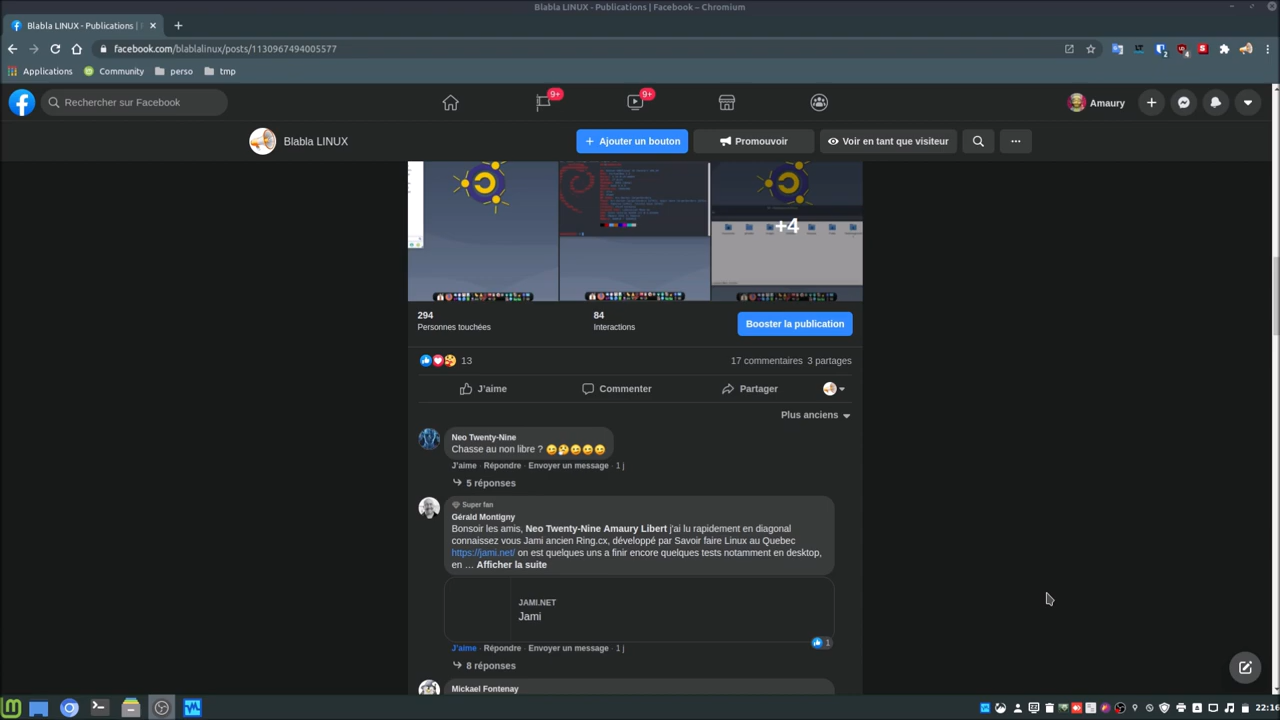 Blabla LINUX - Publications | Facebook – Chromium
Blabla LINUX - Publications |
facebook.com/blablalinux/posts/1130967494005577
Applications
Community
perso
tmp
Rechercher sur Facebook
9+
9+
Amaury
Blabla LINUX
Ajouter un bouton
Promouvoir
Voir en tant que visiteur
+4
294
Personnes touchées
84
Interactions
Booster la publication
13
17 commentaires 3 partages
J'aime
Commenter
Partager
Plus anciens
Neo Twenty-Nine
Chasse au non libre ?
J'aime · Répondre · Envoyer un message · 1 j
5 réponses
Super fan
Gérald Montigny
Bonsoir les amis, Neo Twenty-Nine Amaury Libert j'ai lu rapidement en diagonal
connaissez vous Jami ancien Ring.cx, développé par Savoir faire Linux au Quebec
https://jami.net/ on est quelques uns a finir encore quelques tests notamment en desktop,
en … Afficher la suite
JAMI.NET
Jami
1
J'aime · Répondre · Envoyer un message · 1 j
8 réponses
Mickael Fontenay
22:16